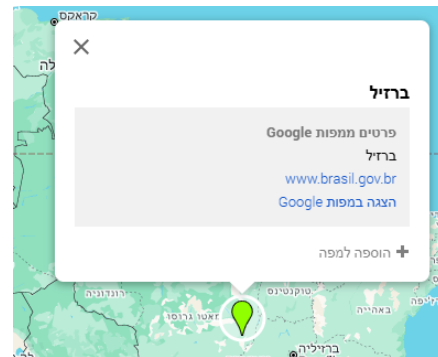 קראקס
לה
ברזיל
פרטים ממפות Google
ברזיל
www.brasil.gov.br
הצגה במפות Google
הוספה למפה
רונדוניה
טוקנטינס
מאטו גרוסו
באהייה
ברזיליה